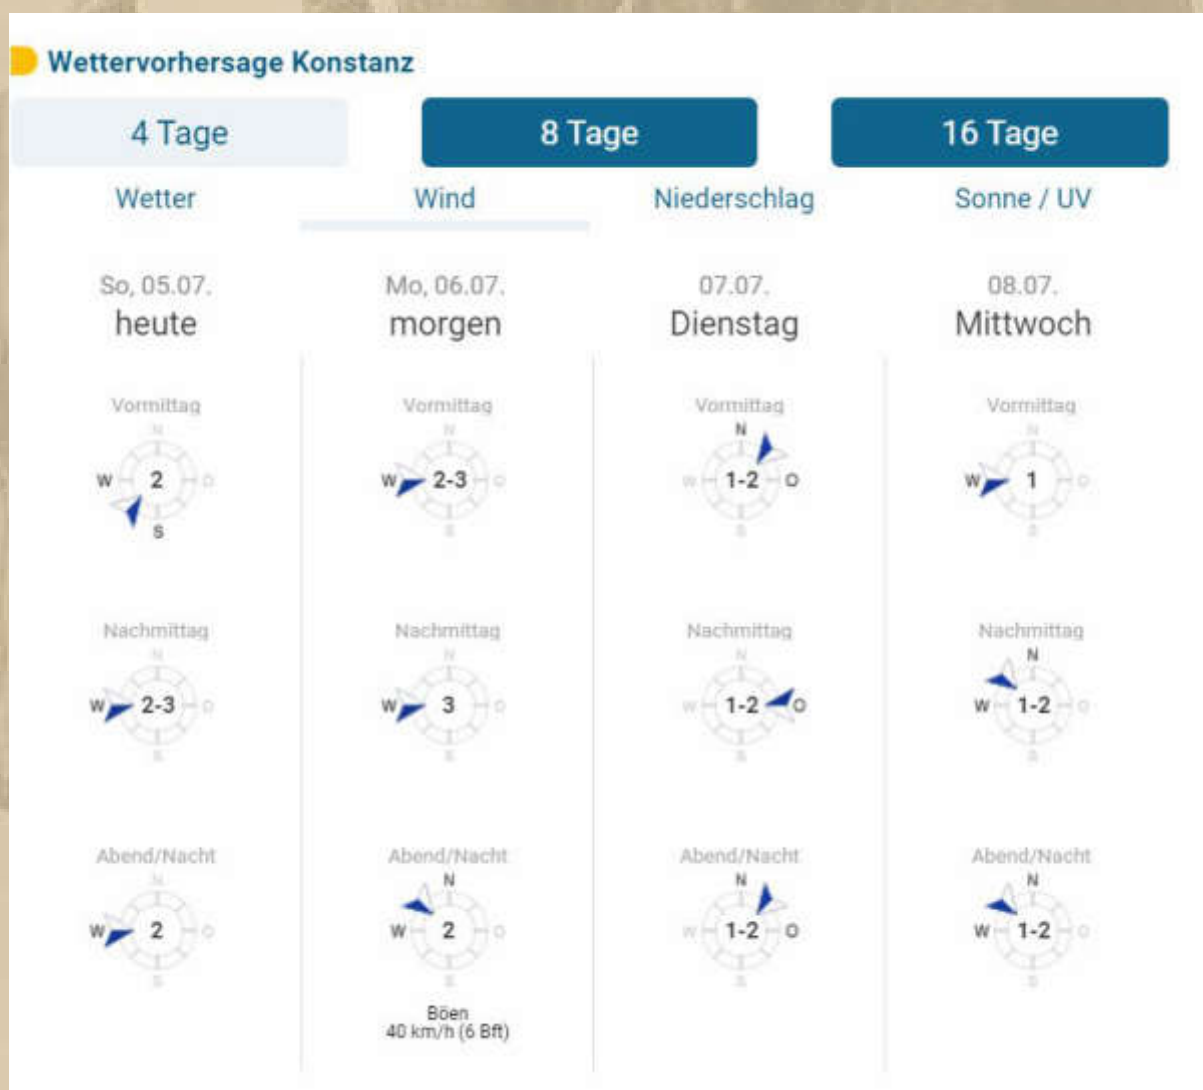 Wettervorhersage Konstanz
4 Tage 8 Tage 16 Tage
Wetter Wind Niederschlag Sonne / UV
So, 05.07. Mo, 06.07. 07.07. 08.07.
heute morgen Dienstag Mittwoch
Vormittag Vormittag Vormittag Vormittag
N N N N
W 2 O W 2-3 O W 1-2 O W 1 O
S S S S
Nachmittag Nachmittag Nachmittag Nachmittag
N N N N
W 2-3 O W 3 O W 1-2 O W 1-2 O
S S S S
Abend/Nacht Abend/Nacht Abend/Nacht Abend/Nacht
N N N N
W 2 O W 2 O W 1-2 O W 1-2 O
S S S S
Böen
40 km/h (6 Bft)